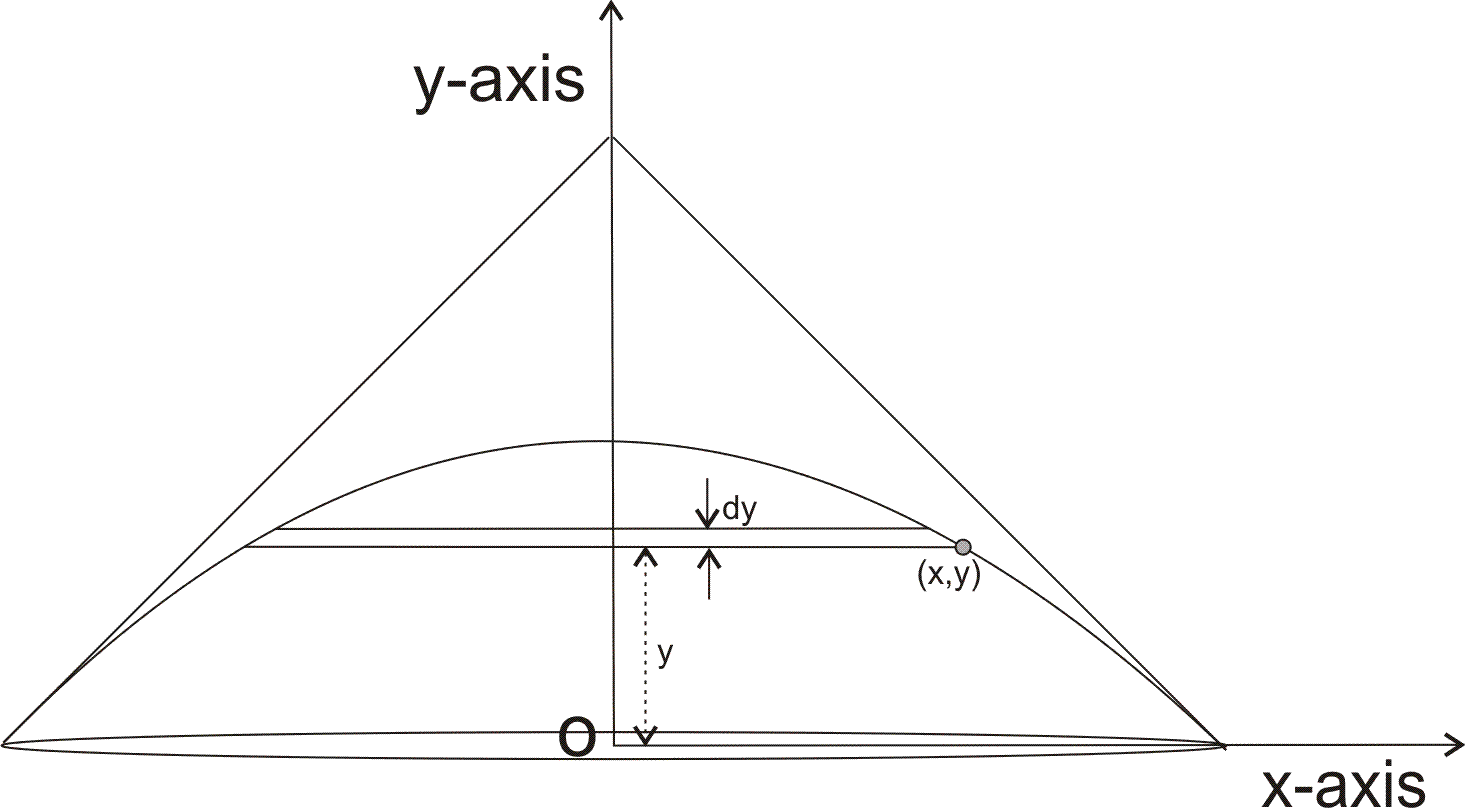 y-axis
dy
(x,y)
y
O
x-axis